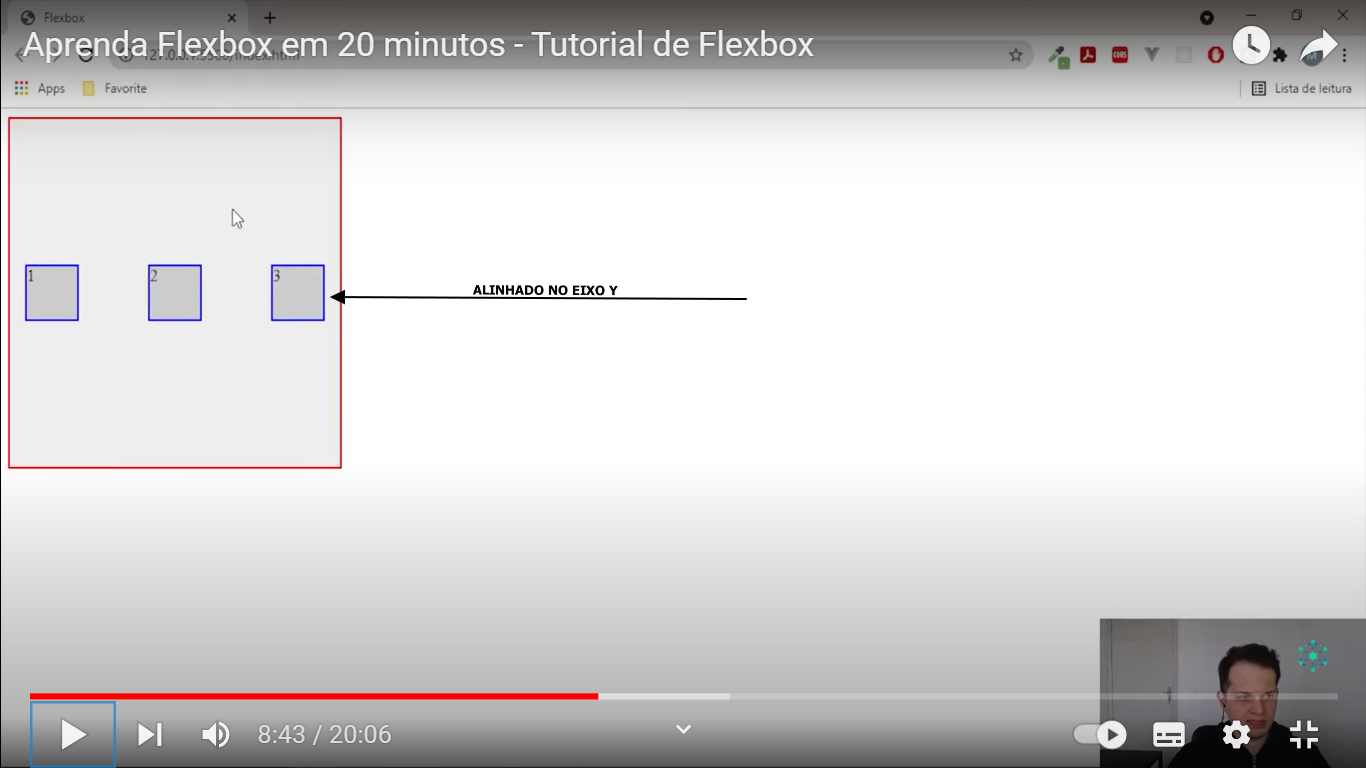 Flexbox
Aprenda Flexbox em 20 minutos - Tutorial de Flexbox
Apps
Favorite
Lista de leitura
1
2
3
ALINHADO NO EIXO Y
8:43 / 20:06